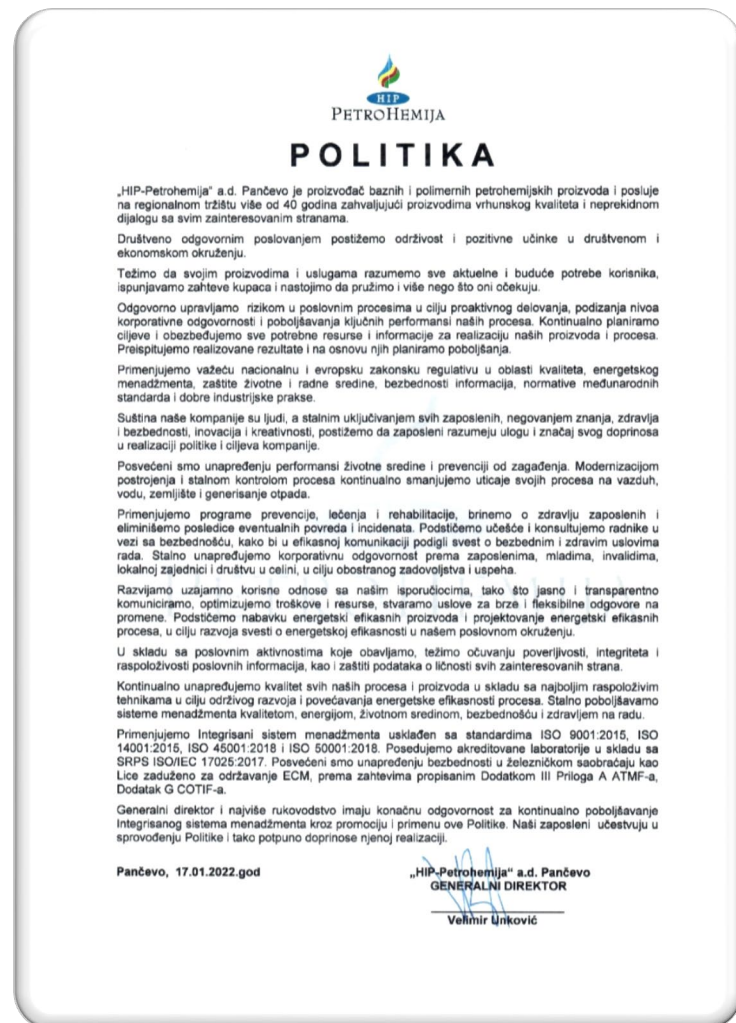 HIP
PETROHEMIJA
POLITIKA
„HIP-Petrohemija“ a.d. Pančevo je proizvođač baznih i polimernih petrohemijskih proizvoda i posluje
na regionalnom tržištu više od 40 godina zahvaljujući proizvodima vrhunskog kvaliteta i neprekidnom
dijalogu sa svim zainteresovanim stranama.
Društveno odgovornim poslovanjem postižemo održivost i pozitivne učinke u društvenom i
ekonomskom okruženju.
Težimo da svojim proizvodima i uslugama razumemo sve aktuelne i buduće potrebe korisnika,
ispunjavamo zahteve kupaca i nastojimo da pružimo i više nego što oni očekuju.
Odgovorno upravljamo rizikom u poslovnim procesima u cilju proaktivnog delovanja, podizanja nivoa
korporativne odgovornosti i poboljšavanja ključnih performansi naših procesa. Kontinualno planiramo
ciljeve i obezbeđujemo sve potrebne resurse i informacije za realizaciju naših proizvoda i procesa.
Preispitujemo realizovane rezultate i na osnovu njih planiramo poboljšanja.
Primenjujemo važeću nacionalnu i evropsku zakonsku regulativu u oblasti kvaliteta, energetskog
menadžmenta, zaštite životne i radne sredine, bezbednosti informacija, normative međunarodnih
standarda i dobre industrijske prakse.
Suština naše kompanije su ljudi, a stalnim uključivanjem svih zaposlenih, negovanjem znanja, zdravlja
i bezbednosti, inovacija i kreativnosti, postižemo da zaposleni razumeju ulogu i značaj svog doprinosa
u realizaciji politike i ciljeva kompanije.
Posvećeni smo unapređenju performansi životne sredine i prevenciji od zagađenja. Modernizacijom
postrojenja i stalnom kontrolom procesa kontinualno smanjujemo uticaje svojih procesa na vazduh,
vodu, zemljište i generisanje otpada.
Primenjujemo programe prevencije, lečenja i rehabilitacije, brinemo o zdravlju zaposlenih i
eliminišemo posledice eventualnih povreda i incidenata. Podstičemo učešće i konsultujemo radnike u
vezi sa bezbednošću, kako bi u efikasnoj komunikaciji podigli svest o bezbednim i zdravim uslovima
rada. Stalno unapređujemo korporativnu odgovornost prema zaposlenima, mladima, invalidima,
lokalnoj zajednici i društvu u celini, u cilju obostranog zadovoljstva i uspeha.
Razvijamo uzajamno korisne odnose sa našim isporučiocima, tako što jasno i transparentno
komuniciramo, optimizujemo troškove i resurse, stvaramo uslove za brze i fleksibilne odgovore na
promene. Podstičemo nabavku energetski efikasnih proizvoda i projektovanje energetski efikasnih
procesa, u cilju razvoja svesti o energetskoj efikasnosti u našem poslovnom okruženju.
U skladu sa poslovnim aktivnostima koje obavljamo, težimo očuvanju poverljivosti, integriteta i
raspoloživosti poslovnih informacija, kao i zaštiti podataka o ličnosti svih zainteresovanih strana.
Kontinualno unapređujemo kvalitet svih naših procesa i proizvoda u skladu sa najboljim raspoloživim
tehnikama u cilju održivog razvoja i povećavanja energetske efikasnosti procesa. Stalno poboljšavamo
sisteme menadžmenta kvalitetom, energijom, životnom sredinom, bezbednošću i zdravljem na radu.
Primenjujemo Integrisani sistem menadžmenta usklađen sa standardima ISO 9001:2015, ISO
14001:2015, ISO 45001:2018 i ISO 50001:2018. Posedujemo akreditovane laboratorije u skladu sa
SRPS ISO/IEC 17025:2017. Posvećeni smo unapređenju bezbednosti u železničkom saobraćaju kao
Lice zaduženo za održavanje ECM, prema zahtevima propisanim Dodatkom III Priloga A ATMF-a,
Dodatak G COTIF-a.
Generalni direktor i najviše rukovodstvo imaju konačnu odgovornost za kontinualno poboljšavanje
Integrisanog sistema menadžmenta kroz promociju i primenu ove Politike. Naši zaposleni učestvuju u
sprovođenju Politike i tako potpuno doprinose njenoj realizaciji.
Pančevo, 17.01.2022.god
„HIP-Petrohemija“ a.d. Pančevo
GENERALNI DIREKTOR
Velimir Unković